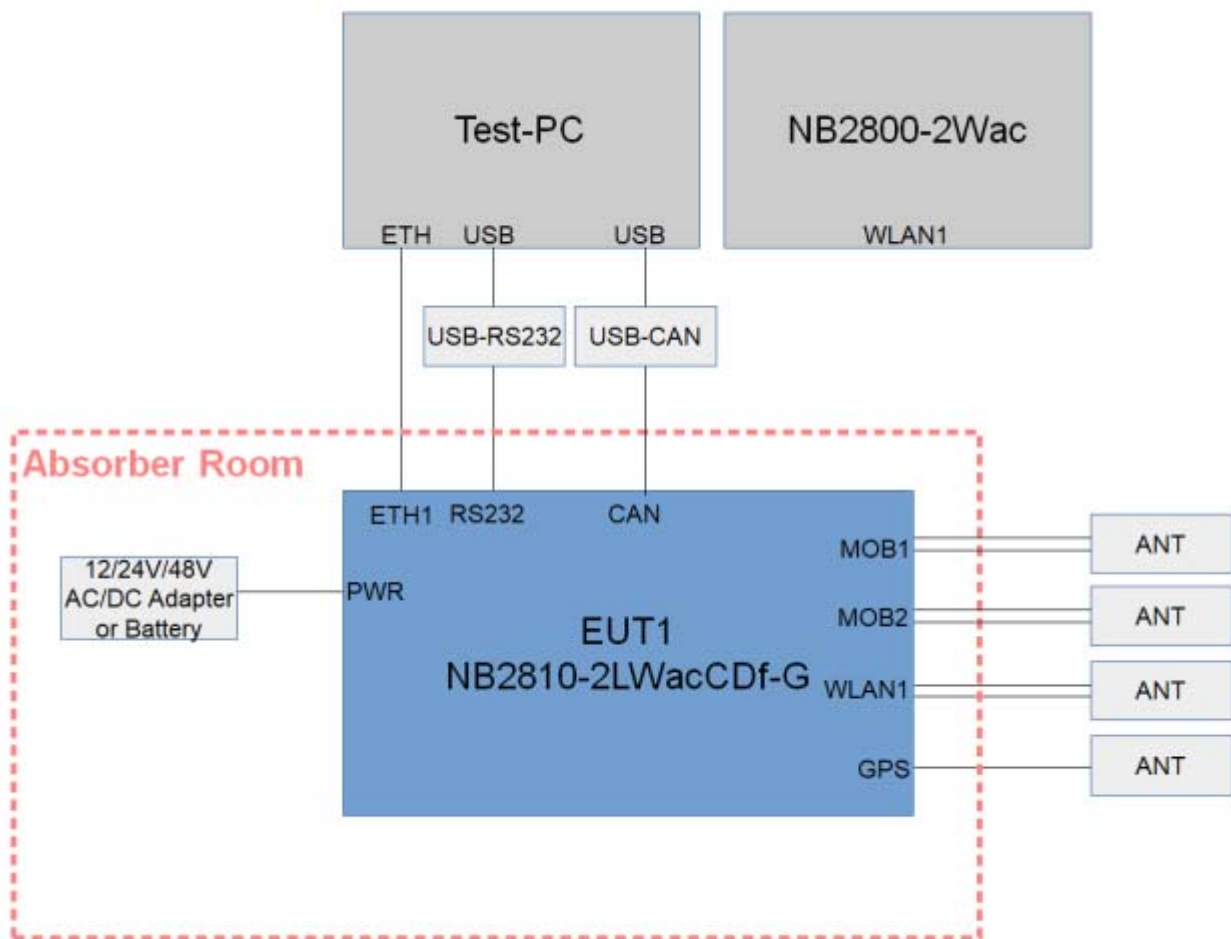 Test-PC
NB2800-2Wac
ETH USB USB
WLAN1
USB-RS232
USB-CAN
Absorber Room
ETH1 RS232 CAN
MOB1
ANT
12/24V/48V
AC/DC Adapter
or Battery
PWR
MOB2
ANT
EUT1
NB2810-2LWacCDf-G
WLAN1
ANT
GPS
ANT